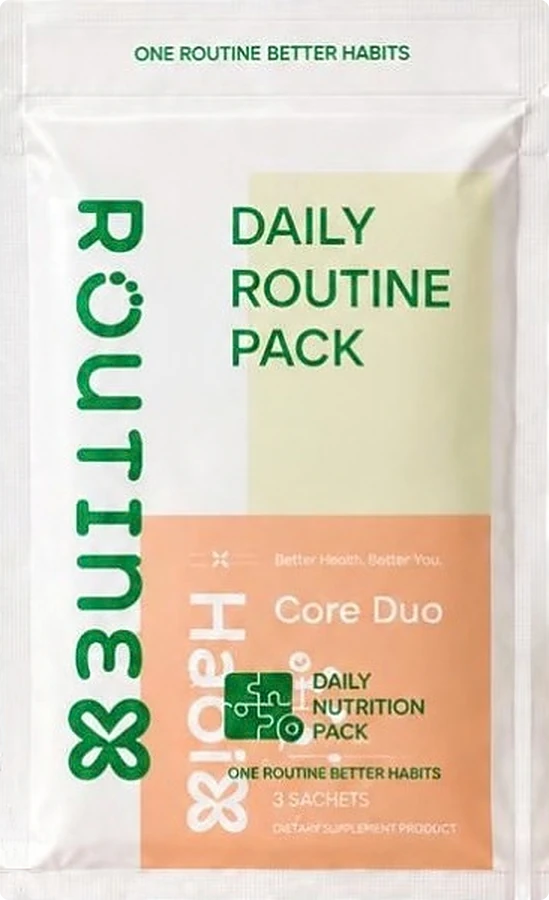 ONE ROUTINE BETTER HABITS
ROUTINE
DAILY
ROUTINE
PACK
Better Health. Better You.
Core Duo
Habi
DAILY
NUTRITION
PACK
ONE ROUTINE BETTER HABITS
3 SACHETS
DIETARY SUPPLEMENT PRODUCT